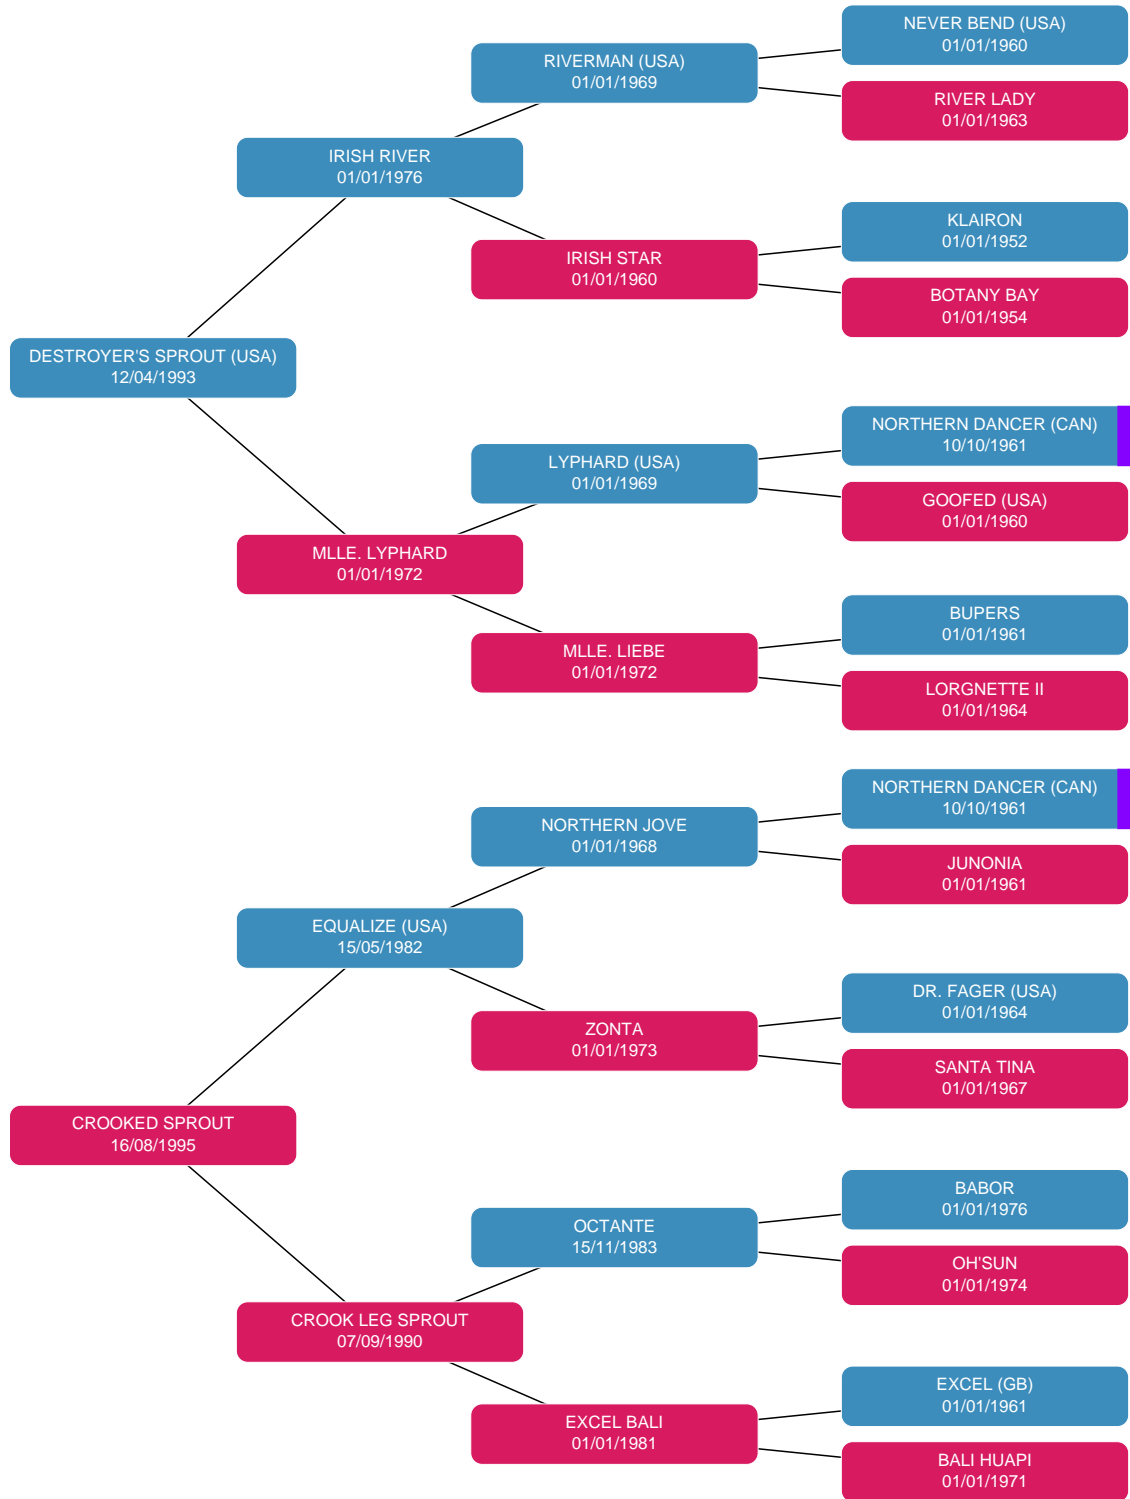 NEVER BEND (USA)
01/01/1960
RIVERMAN (USA)
01/01/1969
RIVER LADY
01/01/1963
IRISH RIVER
01/01/1976
KLAIRON
01/01/1952
IRISH STAR
01/01/1960
BOTANY BAY
01/01/1954
DESTROYER'S SPROUT (USA)
12/04/1993
NORTHERN DANCER (CAN)
10/10/1961
LYPHARD (USA)
01/01/1969
GOOFED (USA)
01/01/1960
MLLE. LYPHARD
01/01/1972
BUPERS
01/01/1961
MLLE. LIEBE
01/01/1972
LORGNETTE II
01/01/1964
NORTHERN DANCER (CAN)
10/10/1961
NORTHERN JOVE
01/01/1968
JUNONIA
01/01/1961
EQUALIZE (USA)
15/05/1982
DR. FAGER (USA)
01/01/1964
ZONTA
01/01/1973
SANTA TINA
01/01/1967
CROOKED SPROUT
16/08/1995
BABOR
01/01/1976
OCTANTE
15/11/1983
OH'SUN
01/01/1974
CROOK LEG SPROUT
07/09/1990
EXCEL (GB)
01/01/1961
EXCEL BALI
01/01/1981
BALI HUAPI
01/01/1971